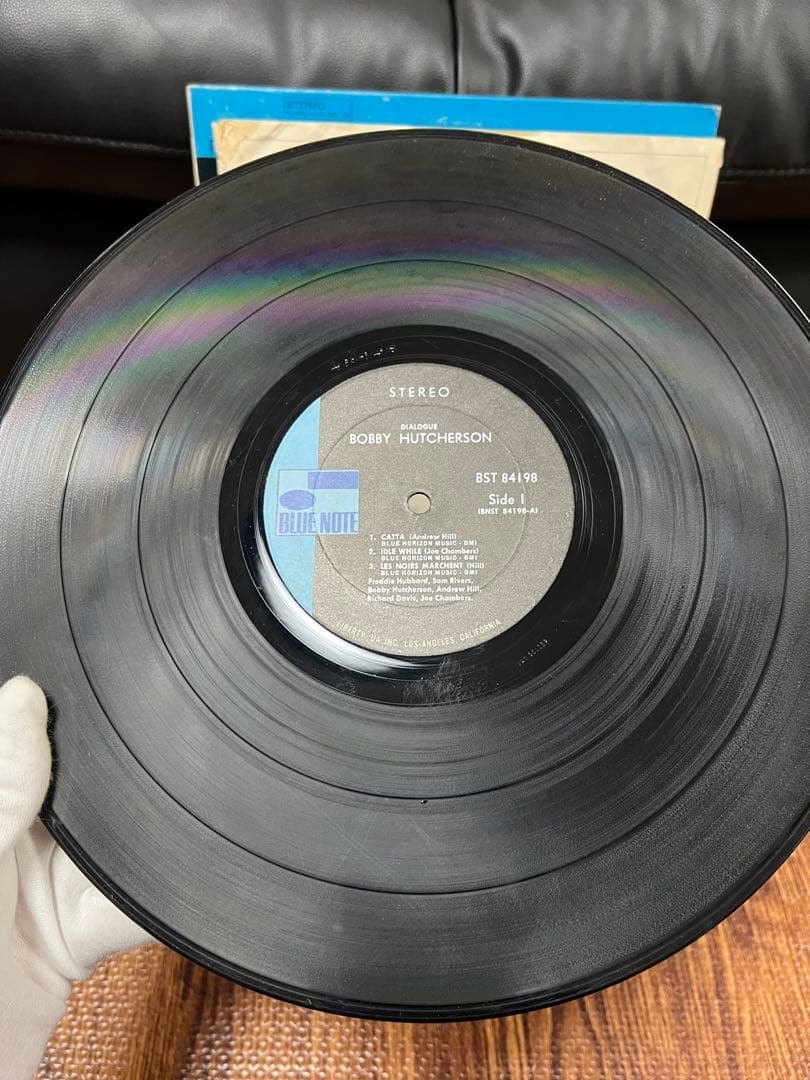 STEREO
STEREO
DIALOGUE
BOBBY HUTCHERSON
BST 84198
Side 1
(BNST 84198-A)
BLUE NOTE
1. CATTA (Andrew Hill)
BLUE HORIZON MUSIC - BMI
2. IDLE WHILE (Joe Chambers)
BLUE HORIZON MUSIC - BMI
3. LES NOIRS MARCHENT (Hill)
BLUE HORIZON MUSIC - BMI
Freddie Hubbard, Sam Rivers,
Bobby Hutcherson, Andrew Hill,
Richard Davis, Joe Chambers.
LIBERTY/UA, INC. LOS ANGELES, CALIFORNIA